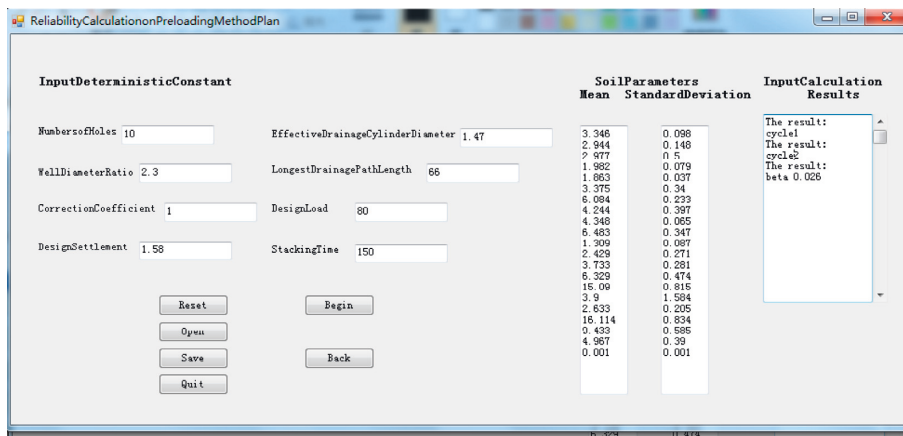 ReliabilityCalculationonPreloadingMethodPlan
InputDeterministicConstant
SoilParameters
Mean StandardDeviation
InputCalculation
Results
NumbersofHoles 10
EffectiveDrainageCylinderDiameter 1.47
WellDiameterRatio 2.3
LongestDrainagePathLength 66
CorrectionCoefficient 1
DesignLoad 80
DesignSettlement 1.58
StackingTime 150
Reset
Begin
Open
Save
Back
Quit
3.346 0.098
2.944 0.148
2.977 0.5
1.982 0.079
1.863 0.037
3.375 0.34
6.084 0.233
4.244 0.397
4.348 0.065
6.483 0.347
1.309 0.087
2.429 0.271
3.733 0.281
6.329 0.474
15.09 0.815
3.9 1.584
2.633 0.205
16.114 0.834
0.433 0.585
4.967 0.39
0.001 0.001
The result:
cycle1
The result:
cycle2
The result:
beta 0.026
6.329 0.474